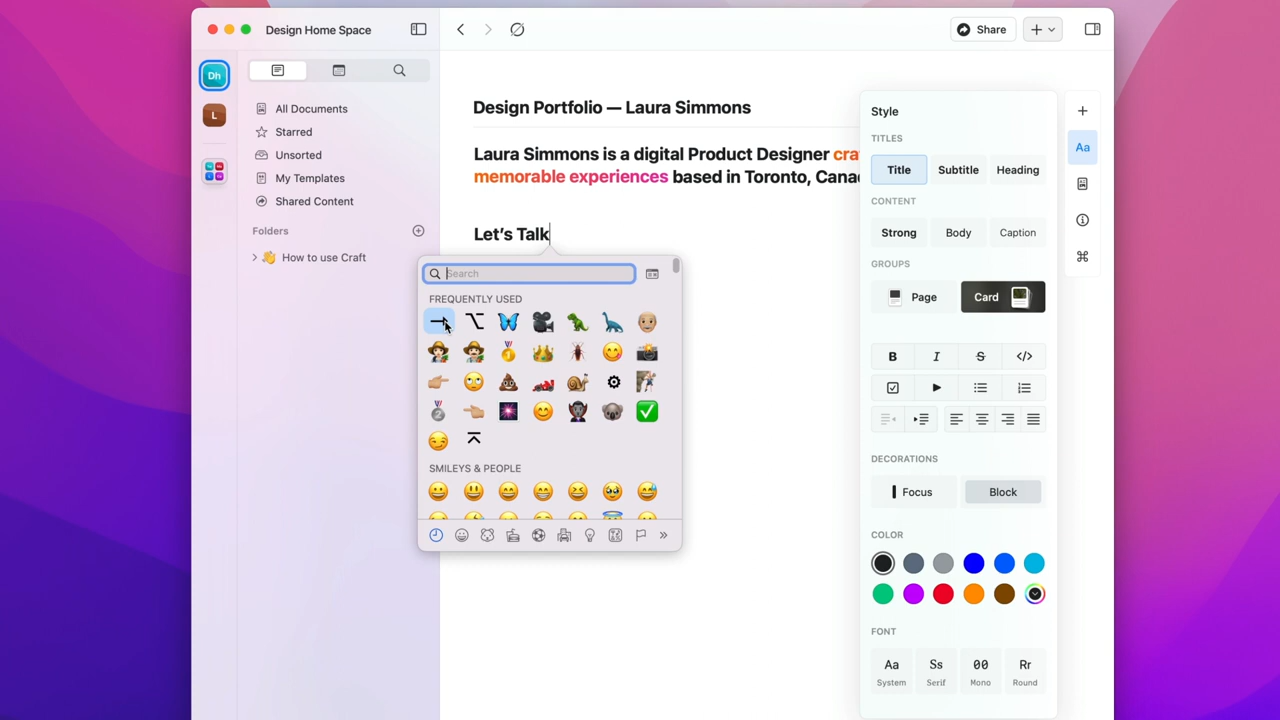 Design Home Space
Share
Dh
L
All Documents
Starred
Unsorted
My Templates
Shared Content
Folders
How to use Craft
Design Portfolio — Laura Simmons
Laura Simmons is a digital Product Designer
memorable experiences based in Toronto,
Let's Talk
Search
FREQUENTLY USED
SMILEYS & PEOPLE
Style
TITLES
Title Subtitle Heading
CONTENT
Strong Body Caption
GROUPS
Page Card
B I S </>
DECORATIONS
Focus Block
COLOR
FONT
Aa Ss 00 Rr
System Serif Mono Round
Aa